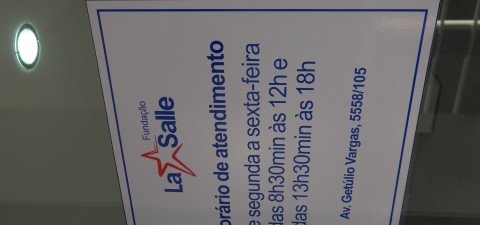 Fundação
La Salle
orário de atendimento
e segunda a sexta-feira
das 8h30min às 12h e
das 13h30min às 18h
Av. Getúlio Vargas, 5558/105